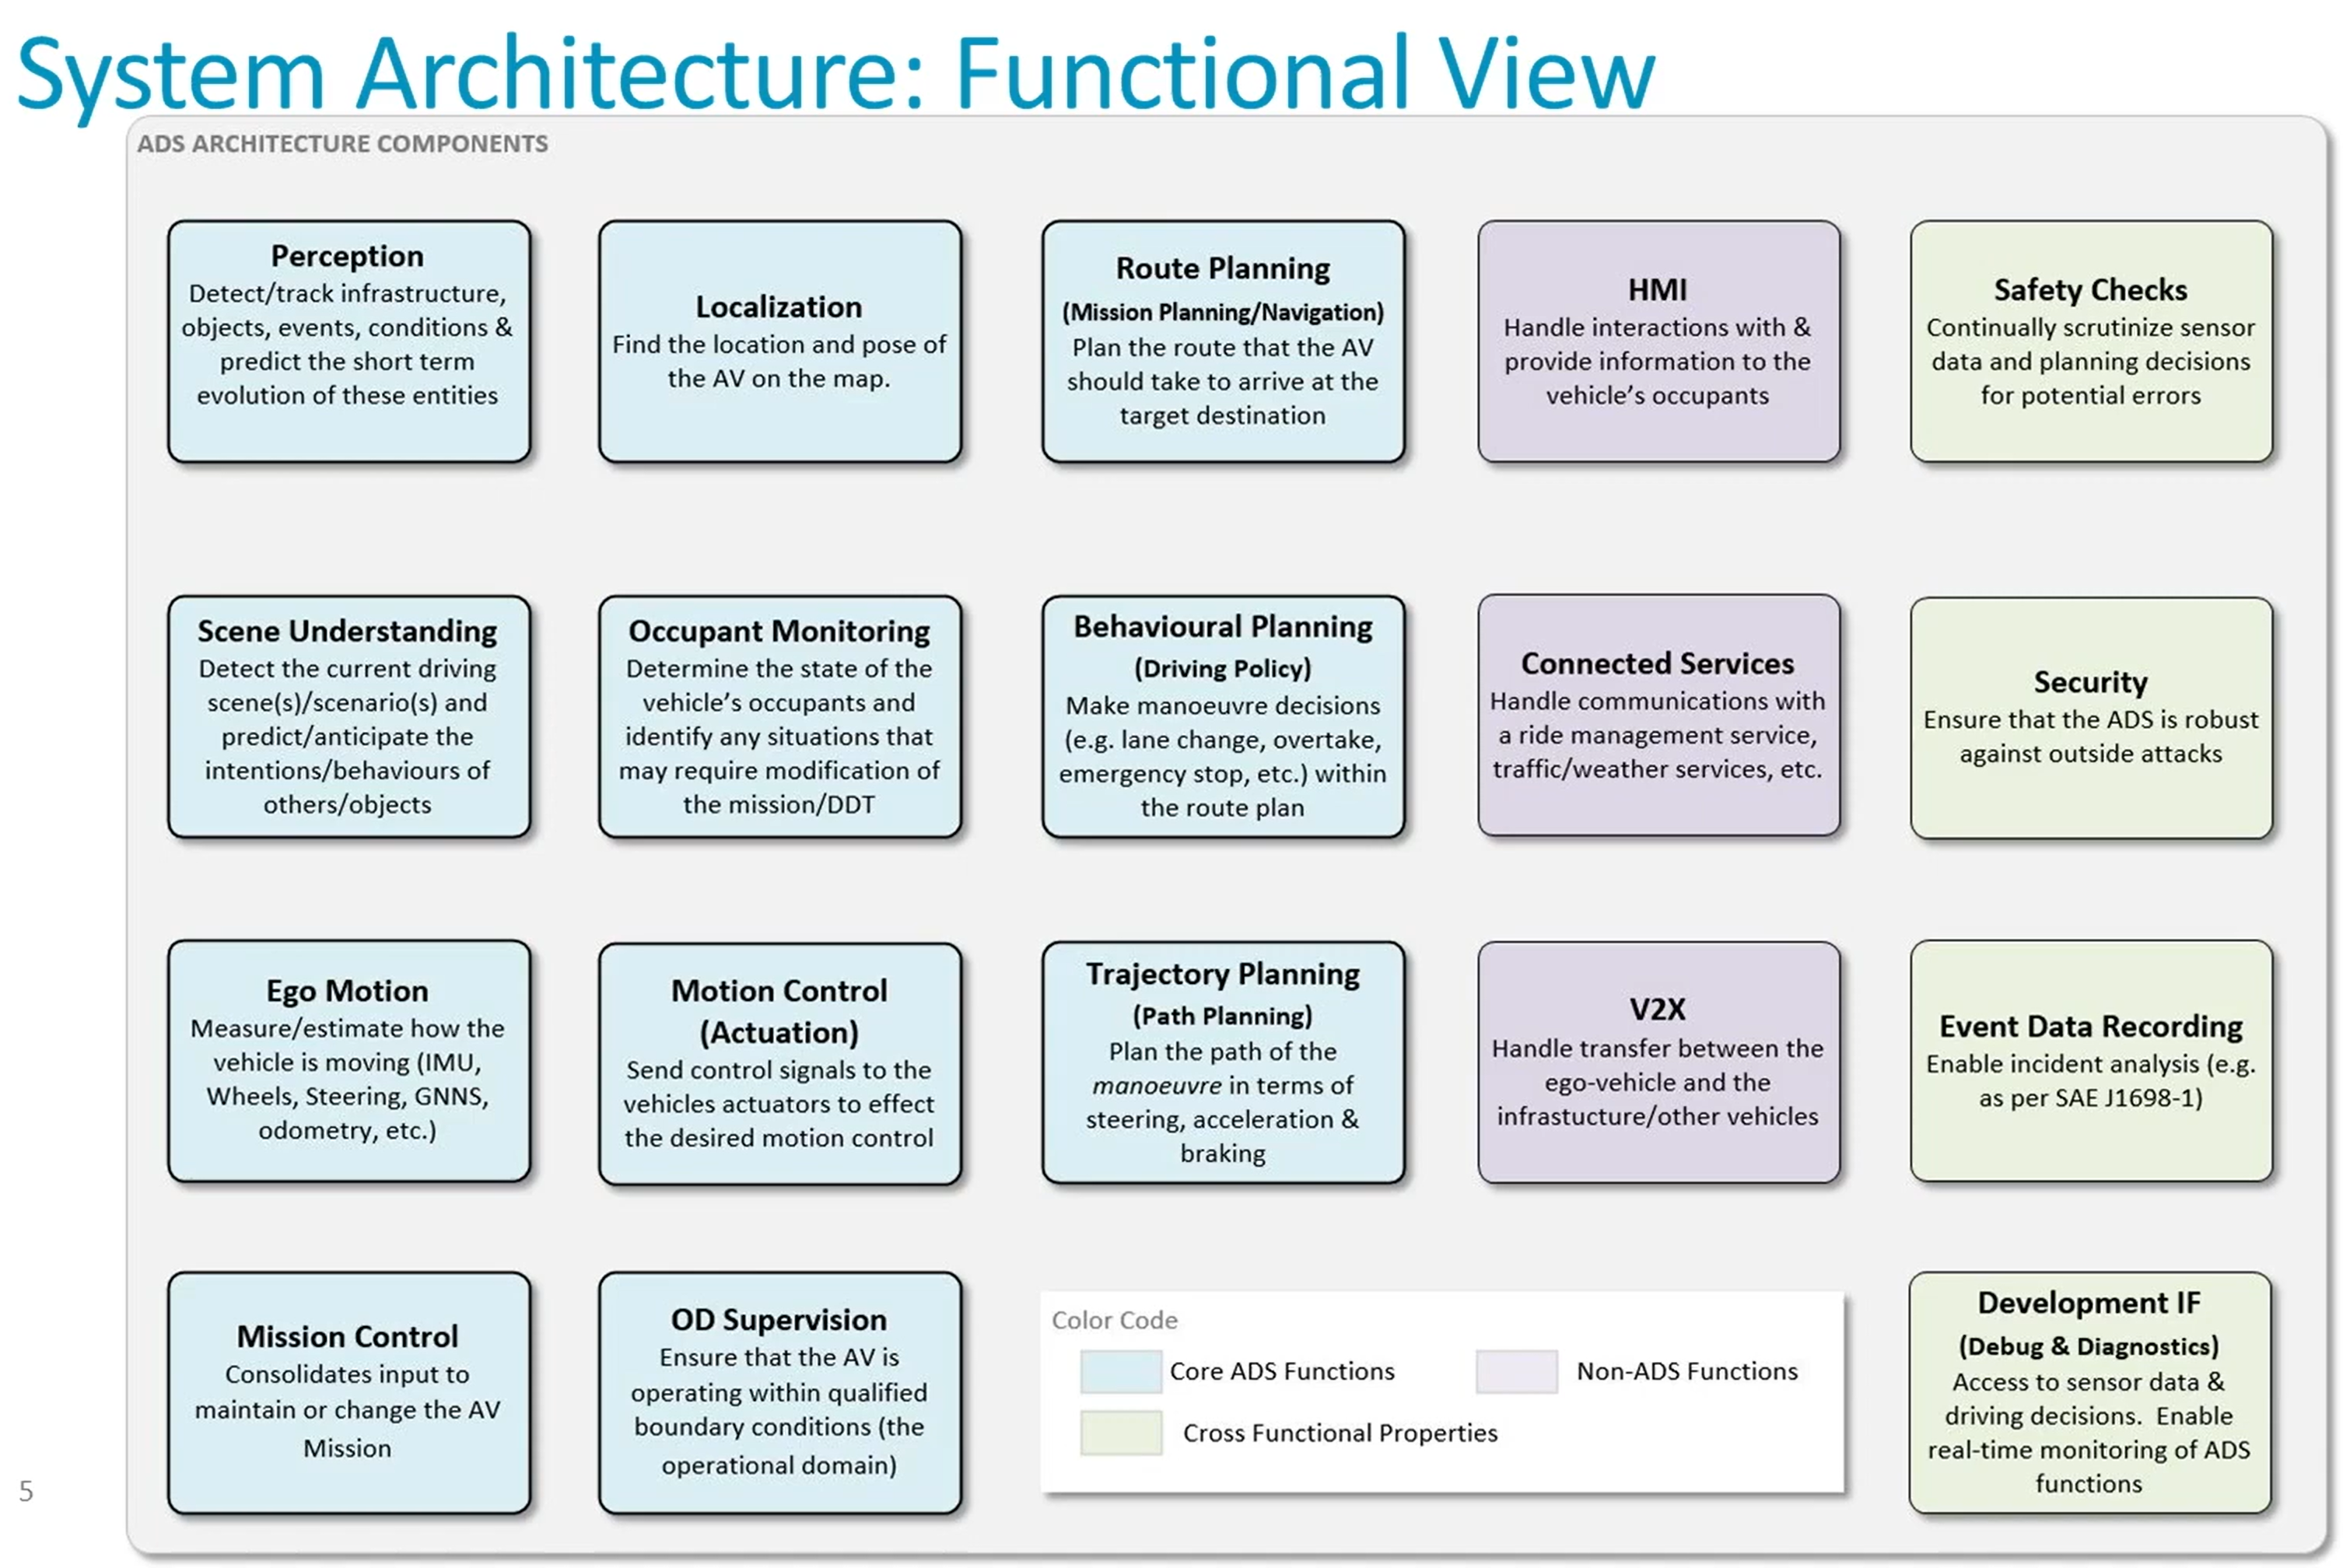 System Architecture: Functional View
ADS ARCHITECTURE COMPONENTS
Perception
Detect/track infrastructure,
objects, events, conditions &
predict the short term
evolution of these entities
Localization
Find the location and pose of
the AV on the map.
Route Planning
(Mission Planning/Navigation)
Plan the route that the AV
should take to arrive at the
target destination
HMI
Handle interactions with &
provide information to the
vehicle’s occupants
Safety Checks
Continually scrutinize sensor
data and planning decisions
for potential errors
Scene Understanding
Detect the current driving
scene(s)/scenario(s) and
predict/anticipate the
intentions/behaviours of
others/objects
Occupant Monitoring
Determine the state of the
vehicle’s occupants and
identify any situations that
may require modification of
the mission/DDT
Behavioural Planning
(Driving Policy)
Make manoeuvre decisions
(e.g. lane change, overtake,
emergency stop, etc.) within
the route plan
Connected Services
Handle communications with
a ride management service,
traffic/weather services, etc.
Security
Ensure that the ADS is robust
against outside attacks
Ego Motion
Measure/estimate how the
vehicle is moving (IMU,
Wheels, Steering, GNNS,
odometry, etc.)
Motion Control
(Actuation)
Send control signals to the
vehicles actuators to effect
the desired motion control
Trajectory Planning
(Path Planning)
Plan the path of the
manoeuvre in terms of
steering, acceleration &
braking
V2X
Handle transfer between the
ego-vehicle and the
infrastucture/other vehicles
Event Data Recording
Enable incident analysis (e.g.
as per SAE J1698-1)
Mission Control
Consolidates input to
maintain or change the AV
Mission
OD Supervision
Ensure that the AV is
operating within qualified
boundary conditions (the
operational domain)
Color Code
Core ADS Functions
Non-ADS Functions
Cross Functional Properties
Development IF
(Debug & Diagnostics)
Access to sensor data &
driving decisions. Enable
real-time monitoring of ADS
functions
5